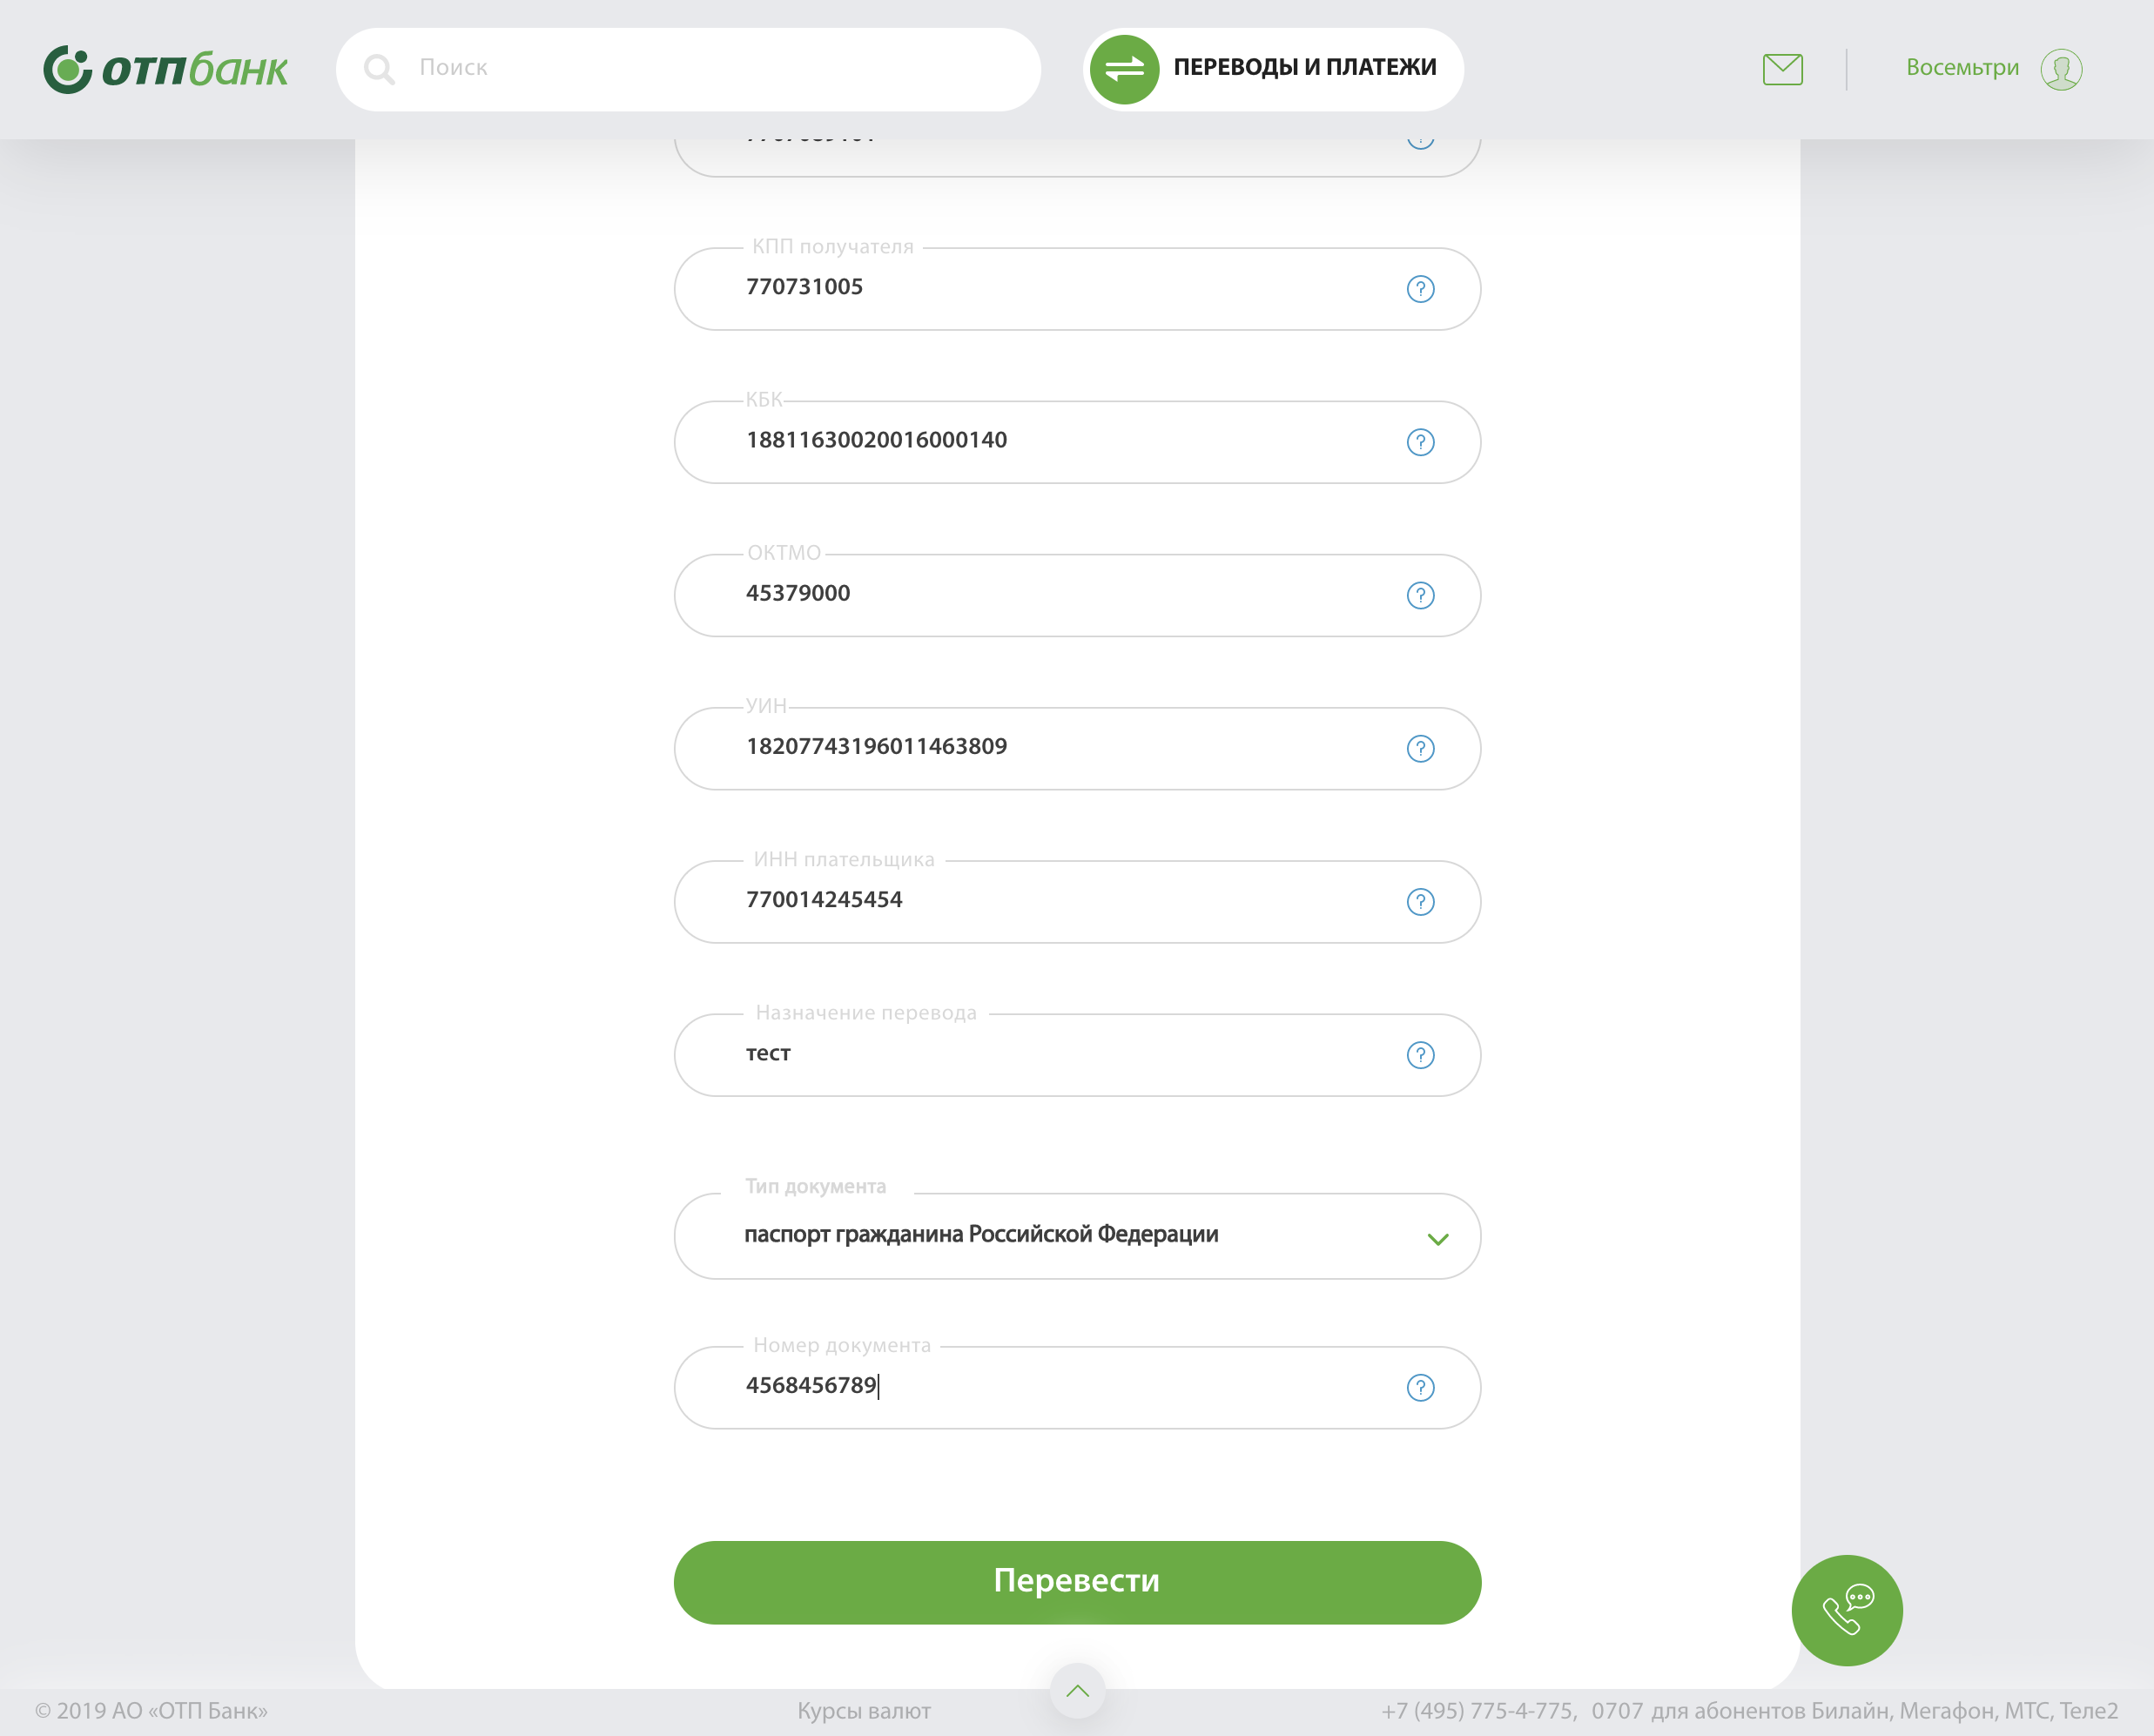 ОТПбанк
Поиск
ПЕРЕВОДЫ И ПЛАТЕЖИ
Восемьтри
КПП получателя
770731005
КБК
18811630020016000140
ОКТМО
45379000
УИН
18207743196011463809
ИНН плательщика
770014245454
Назначение перевода
тест
Тип документа
паспорт гражданина Российской Федерации
Номер документа
4568456789
Перевести
© 2019 АО «ОТП Банк»
Курсы валют
+7 (495) 775-4-775, 0707 для абонентов Билайн, Мегафон, МТС, Теле2